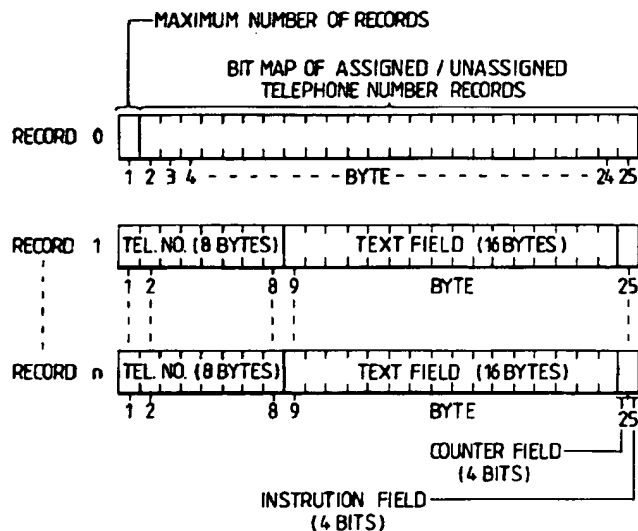 MAXIMUM NUMBER OF RECORDS
BIT MAP OF ASSIGNED / UNASSIGNED
TELEPHONE NUMBER RECORDS
RECORD 0
1 2 3 4 BYTE 24 25
RECORD 1 TEL. NO. (8 BYTES) TEXT FIELD (16 BYTES)
1 2 8 9 BYTE 25
RECORD n TEL. NO. (8 BYTES) TEXT FIELD (16 BYTES)
1 2 8 9 BYTE 25
COUNTER FIELD
(4 BITS)
INSTRUTION FIELD
(4 BITS)